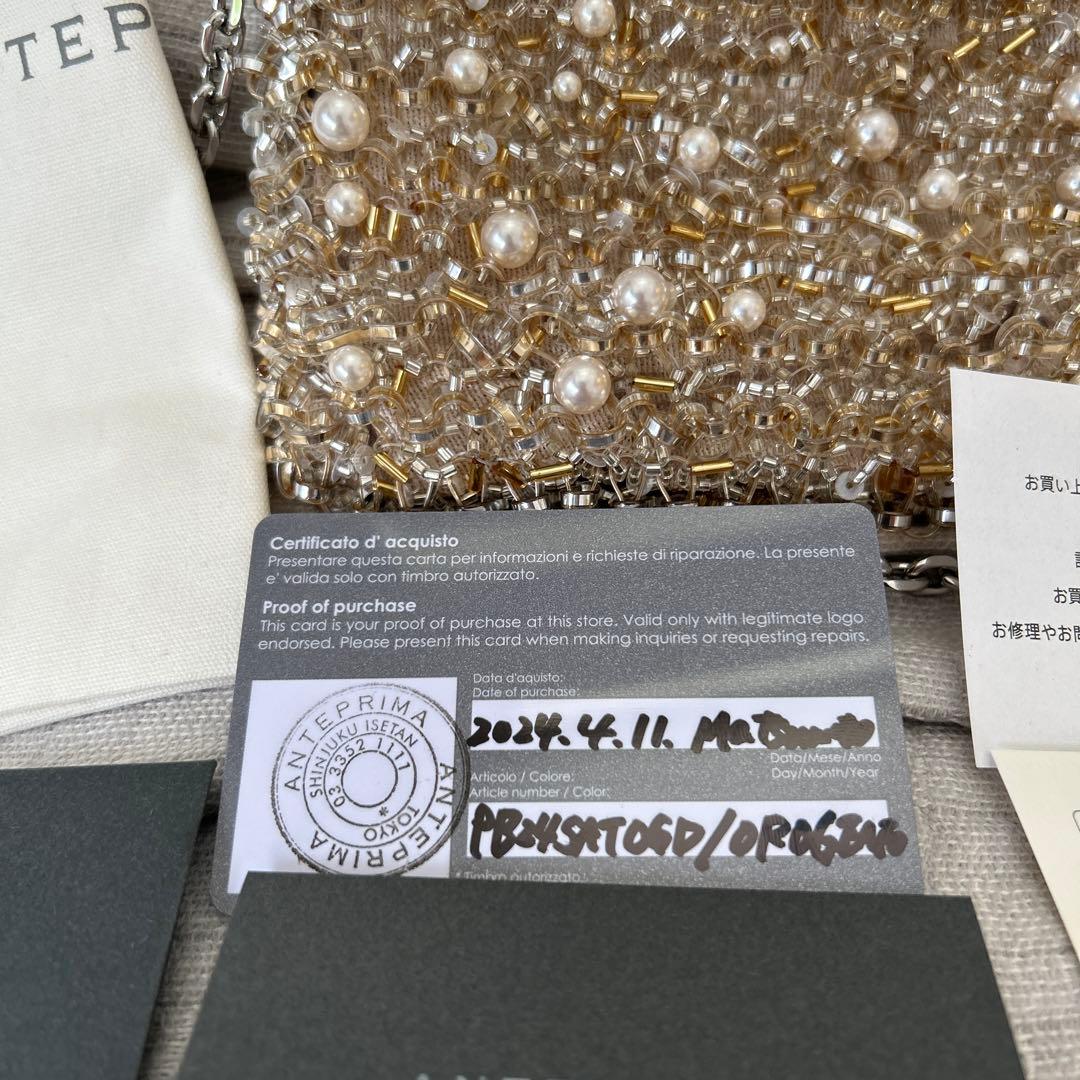 TEP
Certificato d' acquisto
Presentare questa carta per informazioni e richieste di riparazione. La presente
e' valida solo con timbro autorizzato.
Proof of purchase
This card is your proof of purchase at this store. Valid only with legitimate logo
endorsed. Please present this card when making inquiries or requesting repairs.
Data d'aquisto:
Date of purchase:
2024.4.11.
Data/Mese/Anno
Day/Month/Year
Articolo / Colore:
Article number / Color:
Timbro autorizzato:
ANTEPRIMA
SHINJUKU ISETAN
03 3352 1111
TOKYO
ANTEPRIMA
お買い上
お買
お修理やお問